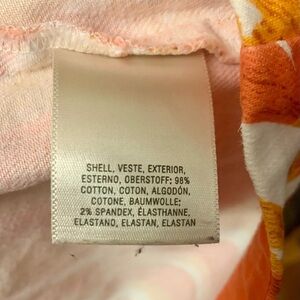 SHELL, VESTE, EXTERIOR,
ESTERNO, OBERSTOFF; 98%
COTTON, COTON, ALGODÓN,
COTONE, BAUMWOLLE;
2% SPANDEX, ÉLASTHANNE,
ELASTANO, ELASTAN, ELASTAN